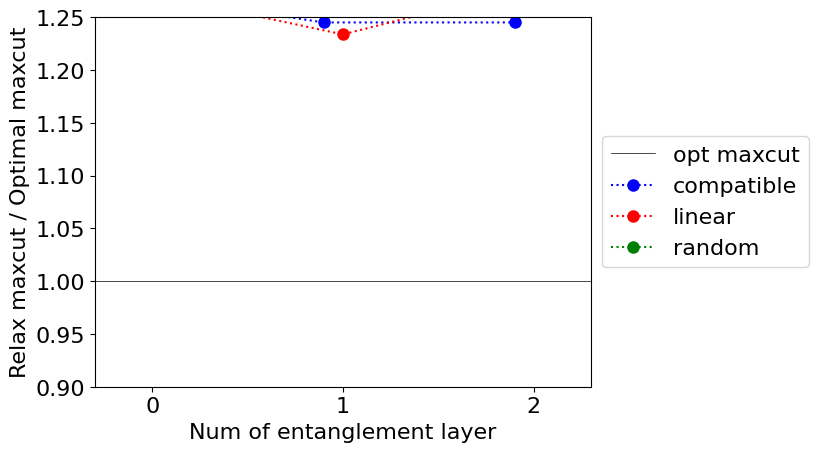 Relax maxcut / Optimal maxcut
1.25
1.20
1.15
1.10
1.05
1.00
0.95
0.90
0 1 2
Num of entanglement layer
opt maxcut
compatible
linear
random